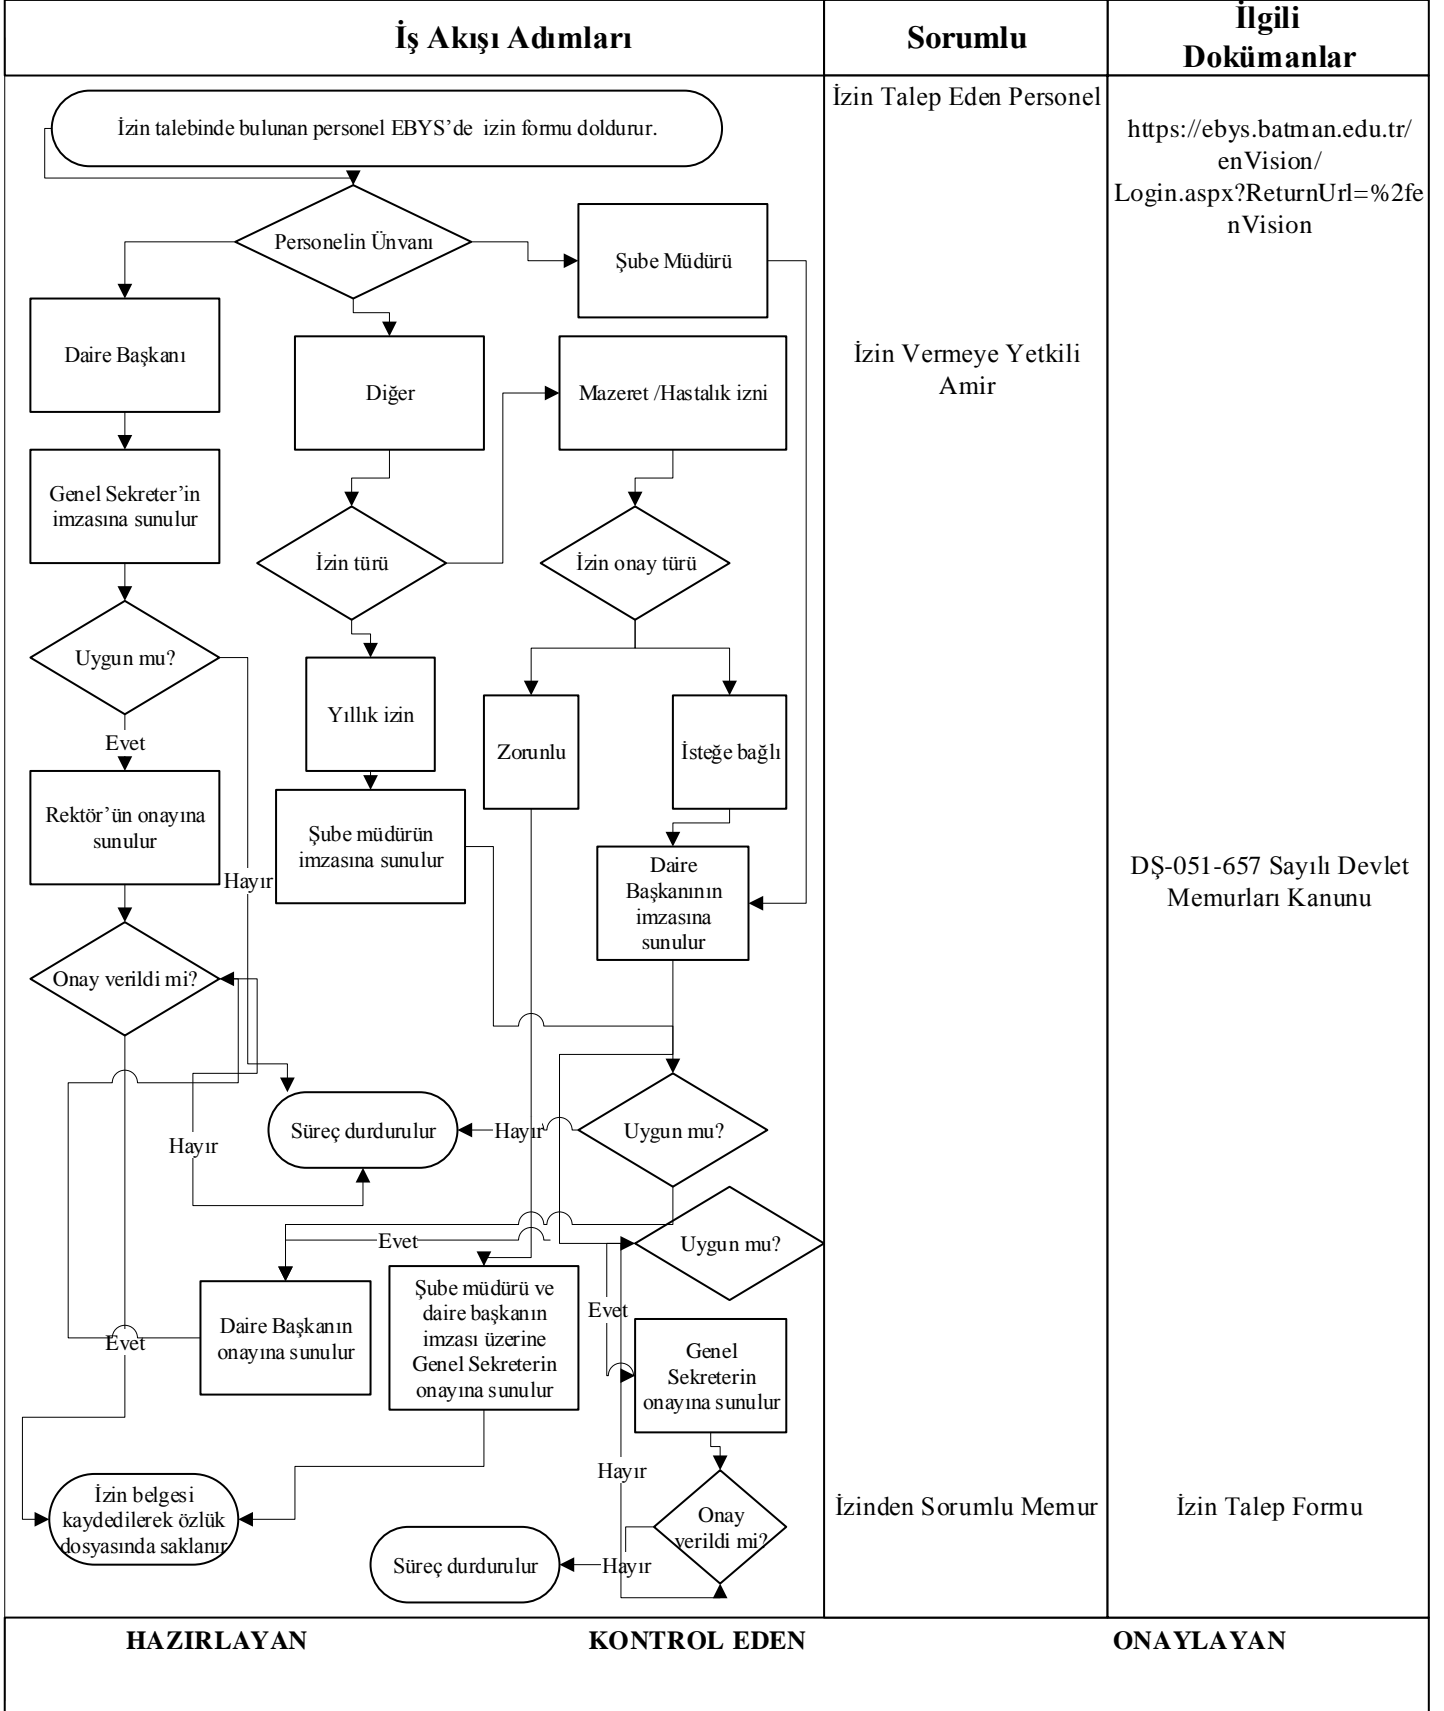 İş Akışı Adımları
Sorumlu
İlgili
Dokümanlar
İzin talebinde bulunan personel EBYS’de izin formu doldurur.
İzin Talep Eden Personel
https://ebys.batman.edu.tr/
enVision/
Login.aspx?ReturnUrl=%2fe
nVision
Personelin Ünvanı
Şube Müdürü
Daire Başkanı
Diğer
Mazeret /Hastalık izni
İzin Vermeye Yetkili
Amir
Genel Sekreter’in
imzasına sunulur
İzin türü
İzin onay türü
Uygun mu?
Evet
Yıllık izin
Zorunlu
İsteğe bağlı
Rektör’ün onayına
sunulur
Hayır
Şube müdürün
imzasına sunulur
Daire
Başkanının
imzasına
sunulur
DŞ-051-657 Sayılı Devlet
Memurları Kanunu
Onay verildi mi?
Hayır
Süreç durdurulur
Hayır
Uygun mu?
Evet
Uygun mu?
Evet
Evet
Daire Başkanın
onayına sunulur
Şube müdürü ve
daire başkanın
imzası üzerine
Genel Sekreterin
onayına sunulur
Genel
Sekreterin
onayına sunulur
Hayır
İzin belgesi
kaydedilerek özlük
dosyasında saklanır
Süreç durdurulur
Hayır
Onay
verildi mi?
İzinden Sorumlu Memur
İzin Talep Formu
HAZIRLAYAN
KONTROL EDEN
ONAYLAYAN